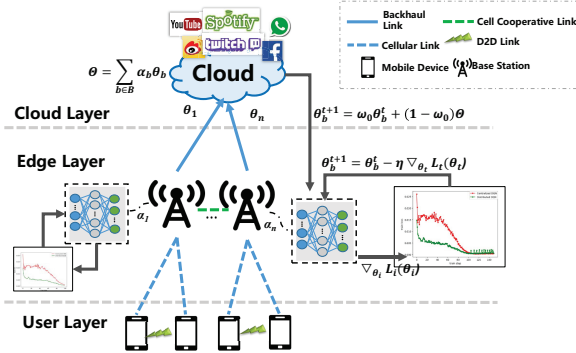 YouTube
Spotify
twitch
f
Cloud
Backhaul Link
Cell Cooperative Link
Cellular Link
D2D Link
Mobile Device
Base Station
Θ = ∑_{b∈B} α_b θ_b
θ_1
θ_n
θ_b^{t+1} = ω_0 θ_b^t + (1 − ω_0)Θ
Cloud Layer
Edge Layer
θ_b^{t+1} = θ_b^t − η ∇_{θ_t} L_t(θ_t)
α_1
...
α_n
∇_{θ_i} L_i(θ_i)
User Layer